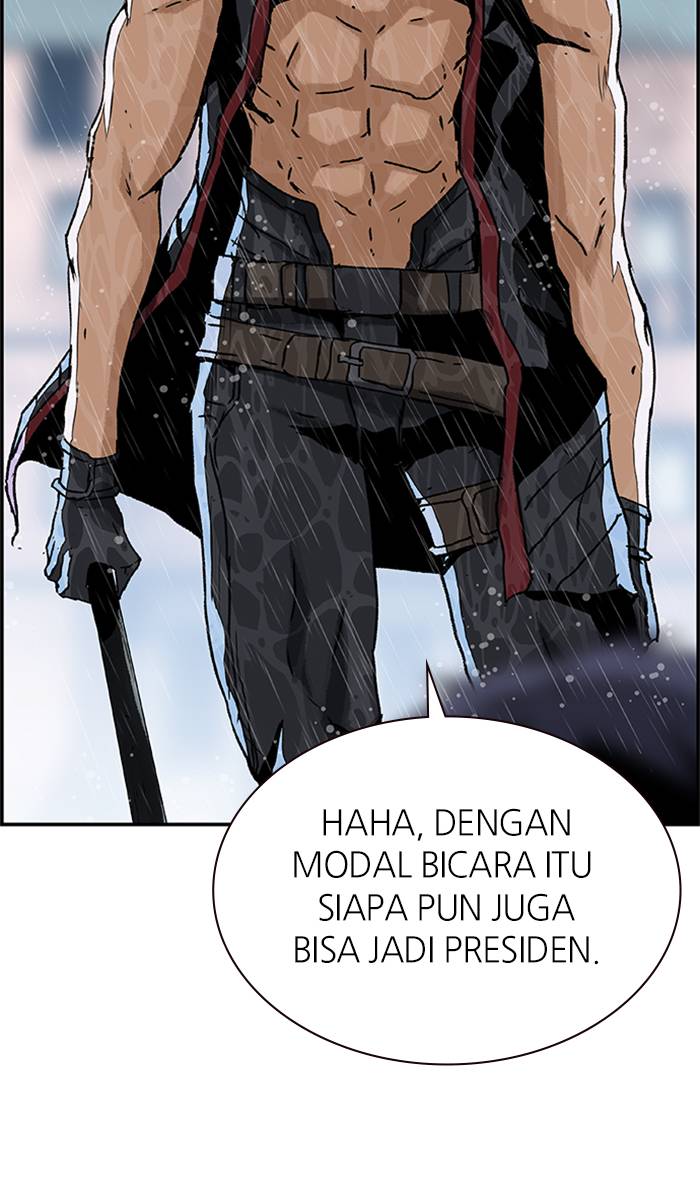 HAHA, DENGAN
MODAL BICARA ITU
SIAPA PUN JUGA
BISA JADI PRESIDEN.